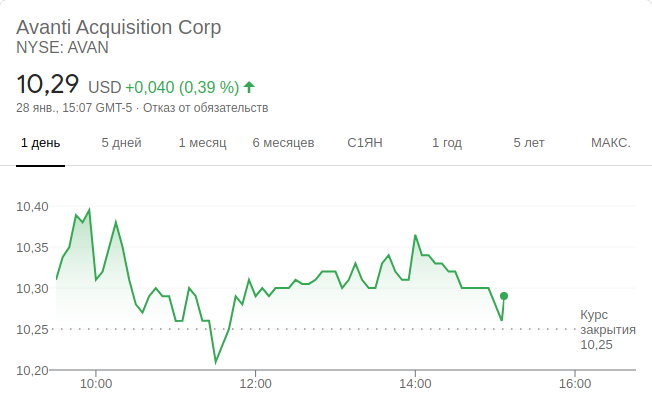 Avanti Acquisition Corp
NYSE: AVAN
10,29 USD +0,040 (0,39 %)
28 янв., 15:07 GMT-5 · Отказ от обязательств
1 день 5 дней 1 месяц 6 месяцев С1ЯН 1 год 5 лет МАКС.
10,40
10,35
10,30
10,25
10,20
Курс
закрытия
10,25
10:00 12:00 14:00 16:00